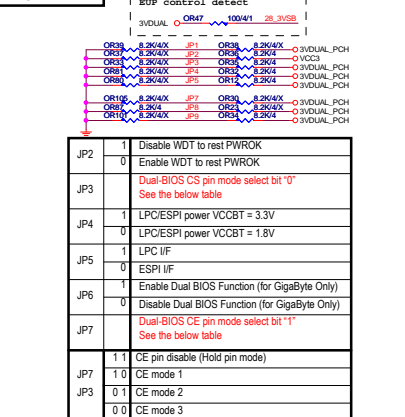 EUP control detect
3VDUAL OR47 100/4/1 28_3VSB
OR39 8.2K/4/X JP1 OR38 8.2K/4/X 3VDUAL_PCH
OR37 8.2K/4/X JP2 OR36 8.2K/4 VCC3
OR33 8.2K/4/X JP3 OR35 8.2K/4 3VDUAL_PCH
OR81 8.2K/4/X JP4 OR32 8.2K/4 3VDUAL_PCH
OR80 8.2K/4/X JP5 OR12 8.2K/4 3VDUAL_PCH
OR105 8.2K/4/X JP7 OR30 8.2K/4/X 3VDUAL_PCH
OR87 8.2K/4 JP8 OR23 8.2K/4/X 3VDUAL_PCH
OR101 8.2K/4/X JP9 OR34 8.2K/4 3VDUAL_PCH
JP2 1 Disable WDT to rest PWROK
0 Enable WDT to rest PWROK
JP3 Dual-BIOS CS pin mode select bit "0"
See the below table
JP4 1 LPC/ESPI power VCCBT = 3.3V
0 LPC/ESPI power VCCBT = 1.8V
JP5 1 LPC I/F
0 ESPI I/F
JP6 1 Enable Dual BIOS Function (for GigaByte Only)
0 Disable Dual BIOS Function (for GigaByte Only)
JP7 Dual-BIOS CE pin mode select bit "1"
See the below table
1 1 CE pin disable (Hold pin mode)
JP7 1 0 CE mode 1
JP3 0 1 CE mode 2
0 0 CE mode 3